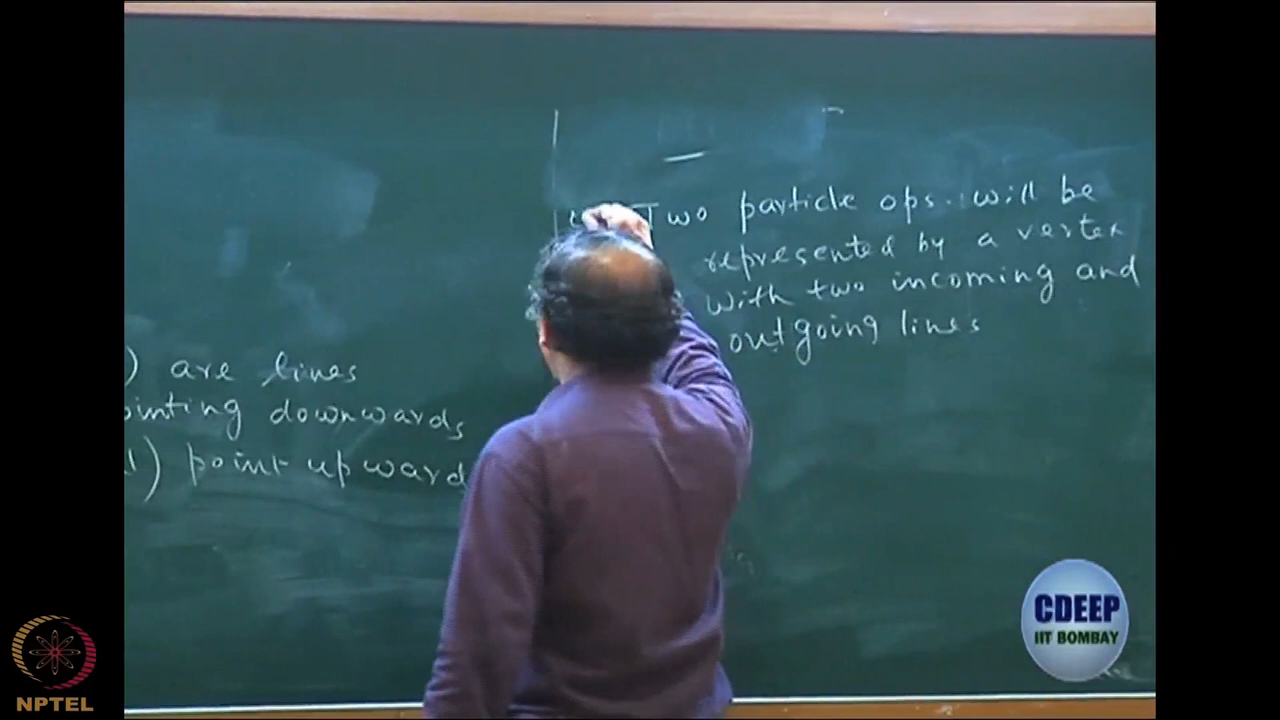 Two particle ops. will be
represented by a vertex
with two incoming and
outgoing lines
) are lines
ointing downwards
) point upward
CDEEP
IIT BOMBAY
NPTEL